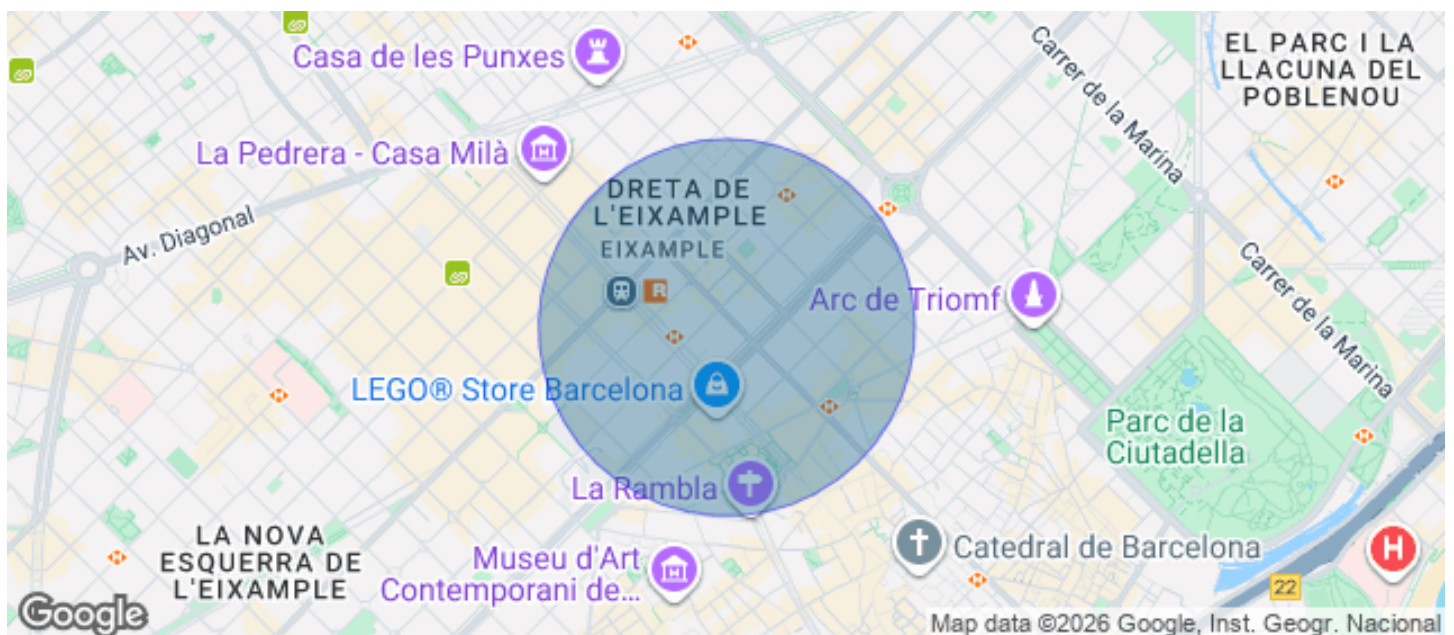 Casa de les Punxes
Carrer de la Marina
EL PARC I LA
LLACUNA DEL
POBLENOU
La Pedrera - Casa Milà
DRETA DE
L'EIXAMPLE
EIXAMPLE
Av. Diagonal
R
Arc de Triomf
Carrer de la Marina
LEGO® Store Barcelona
Parc de la
Ciutadella
La Rambla
LA NOVA
ESQUERRA DE
L'EIXAMPLE
Museu d'Art
Contemporani de...
Catedral de Barcelona
H
22
Google
Map data ©2026 Google, Inst. Geogr. Nacional